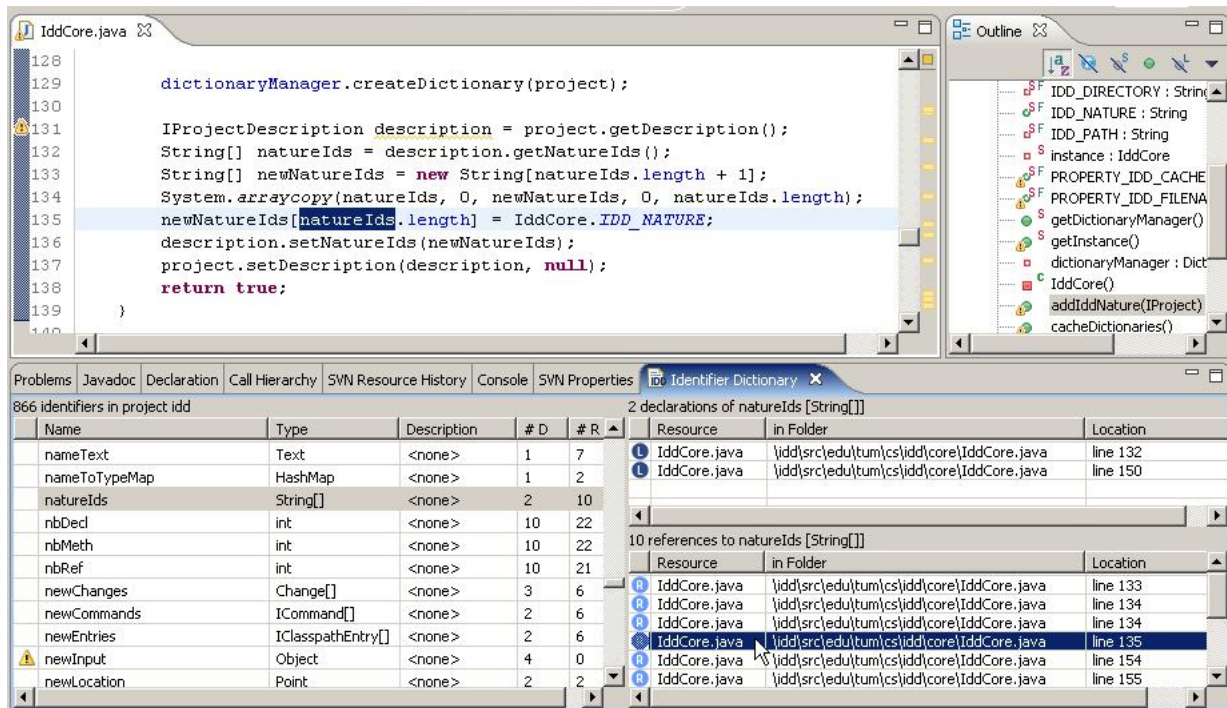 IddCore.java
128
129 dictionaryManager.createDictionary(project);
130
131 IProjectDescription description = project.getDescription();
132 String[] natureIds = description.getNatureIds();
133 String[] newNatureIds = new String[natureIds.length + 1];
134 System.arraycopy(natureIds, 0, newNatureIds, 0, natureIds.length);
135 newNatureIds[natureIds.length] = IddCore.IDD_NATURE;
136 description.setNatureIds(newNatureIds);
137 project.setDescription(description, null);
138 return true;
139 }
140
Outline
IDD_DIRECTORY : String
IDD_NATURE : String
IDD_PATH : String
instance : IddCore
PROPERTY_IDD_CACHE
PROPERTY_IDD_FILENA
getDictionaryManager()
getInstance()
dictionaryManager : Dict
IddCore()
addIddNature(IProject)
cacheDictionaries()
Problems Javadoc Declaration Call Hierarchy SVN Resource History Console SVN Properties Identifier Dictionary
866 identifiers in project idd
Name Type Description # D # R
nameText Text <none> 1 7
nameToTypeMap HashMap <none> 1 2
natureIds String[] <none> 2 10
nbDecl int <none> 10 22
nbMeth int <none> 10 22
nbRef int <none> 10 21
newChanges Change[] <none> 3 6
newCommands ICommand[] <none> 2 6
newEntries IClasspathEntry[] <none> 2 6
newInput Object <none> 4 0
newLocation Point <none> 2 2
2 declarations of natureIds [String[]]
Resource in Folder Location
L IddCore.java \idd\src\edu\tum\cs\idd\core\IddCore.java line 132
L IddCore.java \idd\src\edu\tum\cs\idd\core\IddCore.java line 150
10 references to natureIds [String[]]
Resource in Folder Location
R IddCore.java \idd\src\edu\tum\cs\idd\core\IddCore.java line 133
R IddCore.java \idd\src\edu\tum\cs\idd\core\IddCore.java line 134
R IddCore.java \idd\src\edu\tum\cs\idd\core\IddCore.java line 134
IddCore.java \idd\src\edu\tum\cs\idd\core\IddCore.java line 135
R IddCore.java \idd\src\edu\tum\cs\idd\core\IddCore.java line 154
R IddCore.java \idd\src\edu\tum\cs\idd\core\IddCore.java line 155